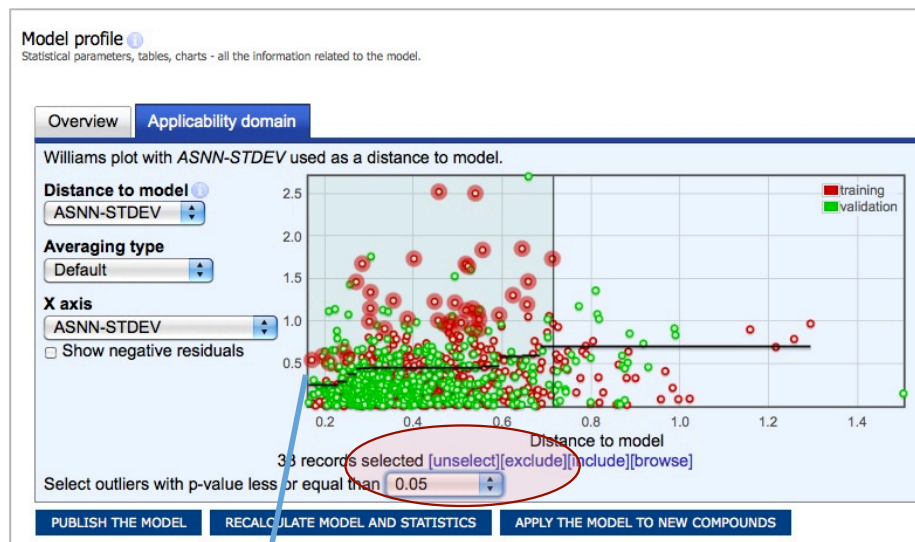 Model profile
Statistical parameters, tables, charts - all the information related to the model.
Overview
Applicability domain
Williams plot with ASNN-STDEV used as a distance to model.
Distance to model
ASNN-STDEV
Averaging type
Default
X axis
ASNN-STDEV
Show negative residuals
2.5
2.0
1.5
1.0
0.5
training
validation
0.2 0.4 0.6 0.8 1.0 1.2 1.4
Distance to model
38 records selected [unselect][exclude][include][browse]
Select outliers with p-value less or equal than 0.05
PUBLISH THE MODEL
RECALCULATE MODEL AND STATISTICS
APPLY THE MODEL TO NEW COMPOUNDS